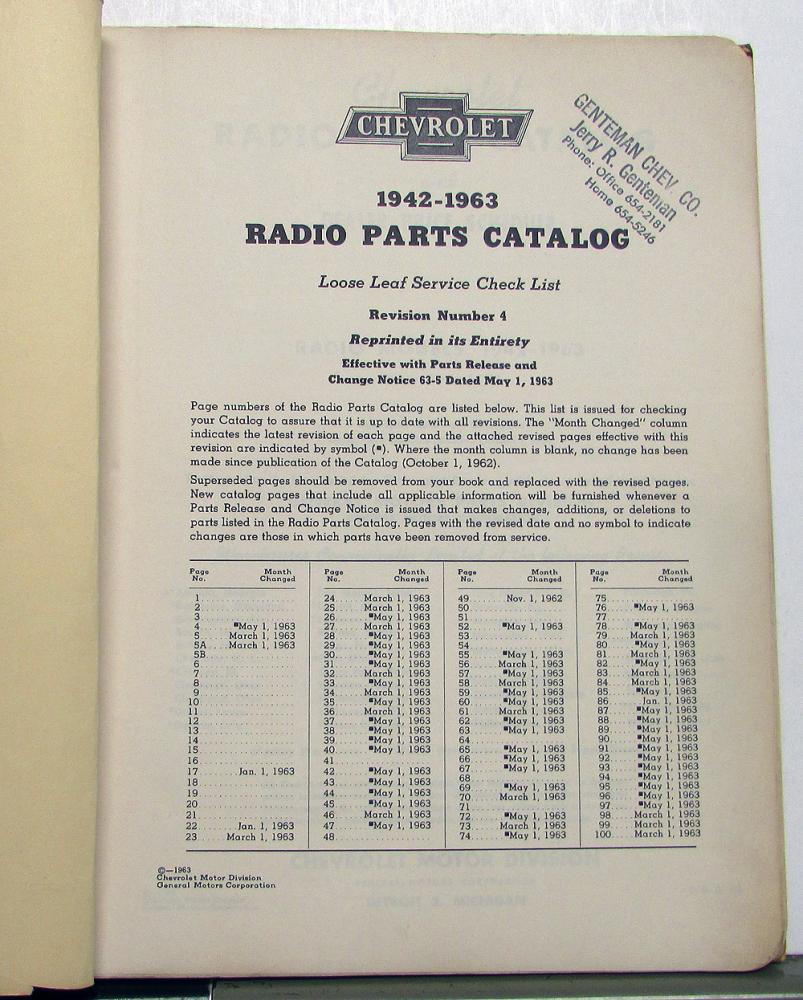 CHEVROLET
GENTEMAN CHEV. CO.
Jerry R. Genteman
Phone: Office 654-2181
Home 654-5246
1942-1963
RADIO PARTS CATALOG
Loose Leaf Service Check List
Revision Number 4
Reprinted in its Entirety
Effective with Parts Release and
Change Notice 63-5 Dated May 1, 1963
Page numbers of the Radio Parts Catalog are listed below. This list is issued for checking
your Catalog to assure that it is up to date with all revisions. The "Month Changed" column
indicates the latest revision of each page and the attached revised pages effective with this
revision are indicated by symbol (▪). Where the month column is blank, no change has been
made since publication of the Catalog (October 1, 1962).
Superseded pages should be removed from your book and replaced with the revised pages.
New catalog pages that include all applicable information will be furnished whenever a
Parts Release and Change Notice is issued that makes changes, additions, or deletions to
parts listed in the Radio Parts Catalog. Pages with the revised date and no symbol to indicate
changes are those in which parts have been removed from service.
Page No. Month Changed
1
2
3
4 ▪May 1, 1963
5 March 1, 1963
5A March 1, 1963
5B
6
7
8
9
10
11
12
13
14
15
16
17 Jan. 1, 1963
18
19
20
21
22 Jan. 1, 1963
23 March 1, 1963
Page No. Month Changed
24 March 1, 1963
25 March 1, 1963
26 ▪May 1, 1963
27 March 1, 1963
28 ▪May 1, 1963
29 ▪May 1, 1963
30 ▪May 1, 1963
31 ▪May 1, 1963
32 March 1, 1963
33 ▪May 1, 1963
34 March 1, 1963
35 ▪May 1, 1963
36 March 1, 1963
37 ▪May 1, 1963
38 ▪May 1, 1963
39 ▪May 1, 1963
40 ▪May 1, 1963
41
42 ▪May 1, 1963
43 ▪May 1, 1963
44 ▪May 1, 1963
45 ▪May 1, 1963
46 March 1, 1963
47 ▪May 1, 1963
48
Page No. Month Changed
49 Nov. 1, 1962
50
51
52 ▪May 1, 1963
53
54
55 ▪May 1, 1963
56 March 1, 1963
57 ▪May 1, 1963
58 March 1, 1963
59 ▪May 1, 1963
60 ▪May 1, 1963
61 March 1, 1963
62 ▪May 1, 1963
63 ▪May 1, 1963
64
65 ▪May 1, 1963
66 ▪May 1, 1963
67 ▪May 1, 1963
68
69 ▪May 1, 1963
70 March 1, 1963
71
72 ▪May 1, 1963
73 March 1, 1963
74 ▪May 1, 1963
Page No. Month Changed
75
76 ▪May 1, 1963
77
78 ▪May 1, 1963
79 March 1, 1963
80 ▪May 1, 1963
81 March 1, 1963
82 ▪May 1, 1963
83 March 1, 1963
84 March 1, 1963
85 ▪May 1, 1963
86 Jan. 1, 1963
87 ▪May 1, 1963
88 ▪May 1, 1963
89 ▪May 1, 1963
90 ▪May 1, 1963
91 ▪May 1, 1963
92 ▪May 1, 1963
93 ▪May 1, 1963
94 ▪May 1, 1963
95 ▪May 1, 1963
96 ▪May 1, 1963
97 ▪May 1, 1963
98 March 1, 1963
99 March 1, 1963
100 March 1, 1963
©—1963
Chevrolet Motor Division
General Motors Corporation